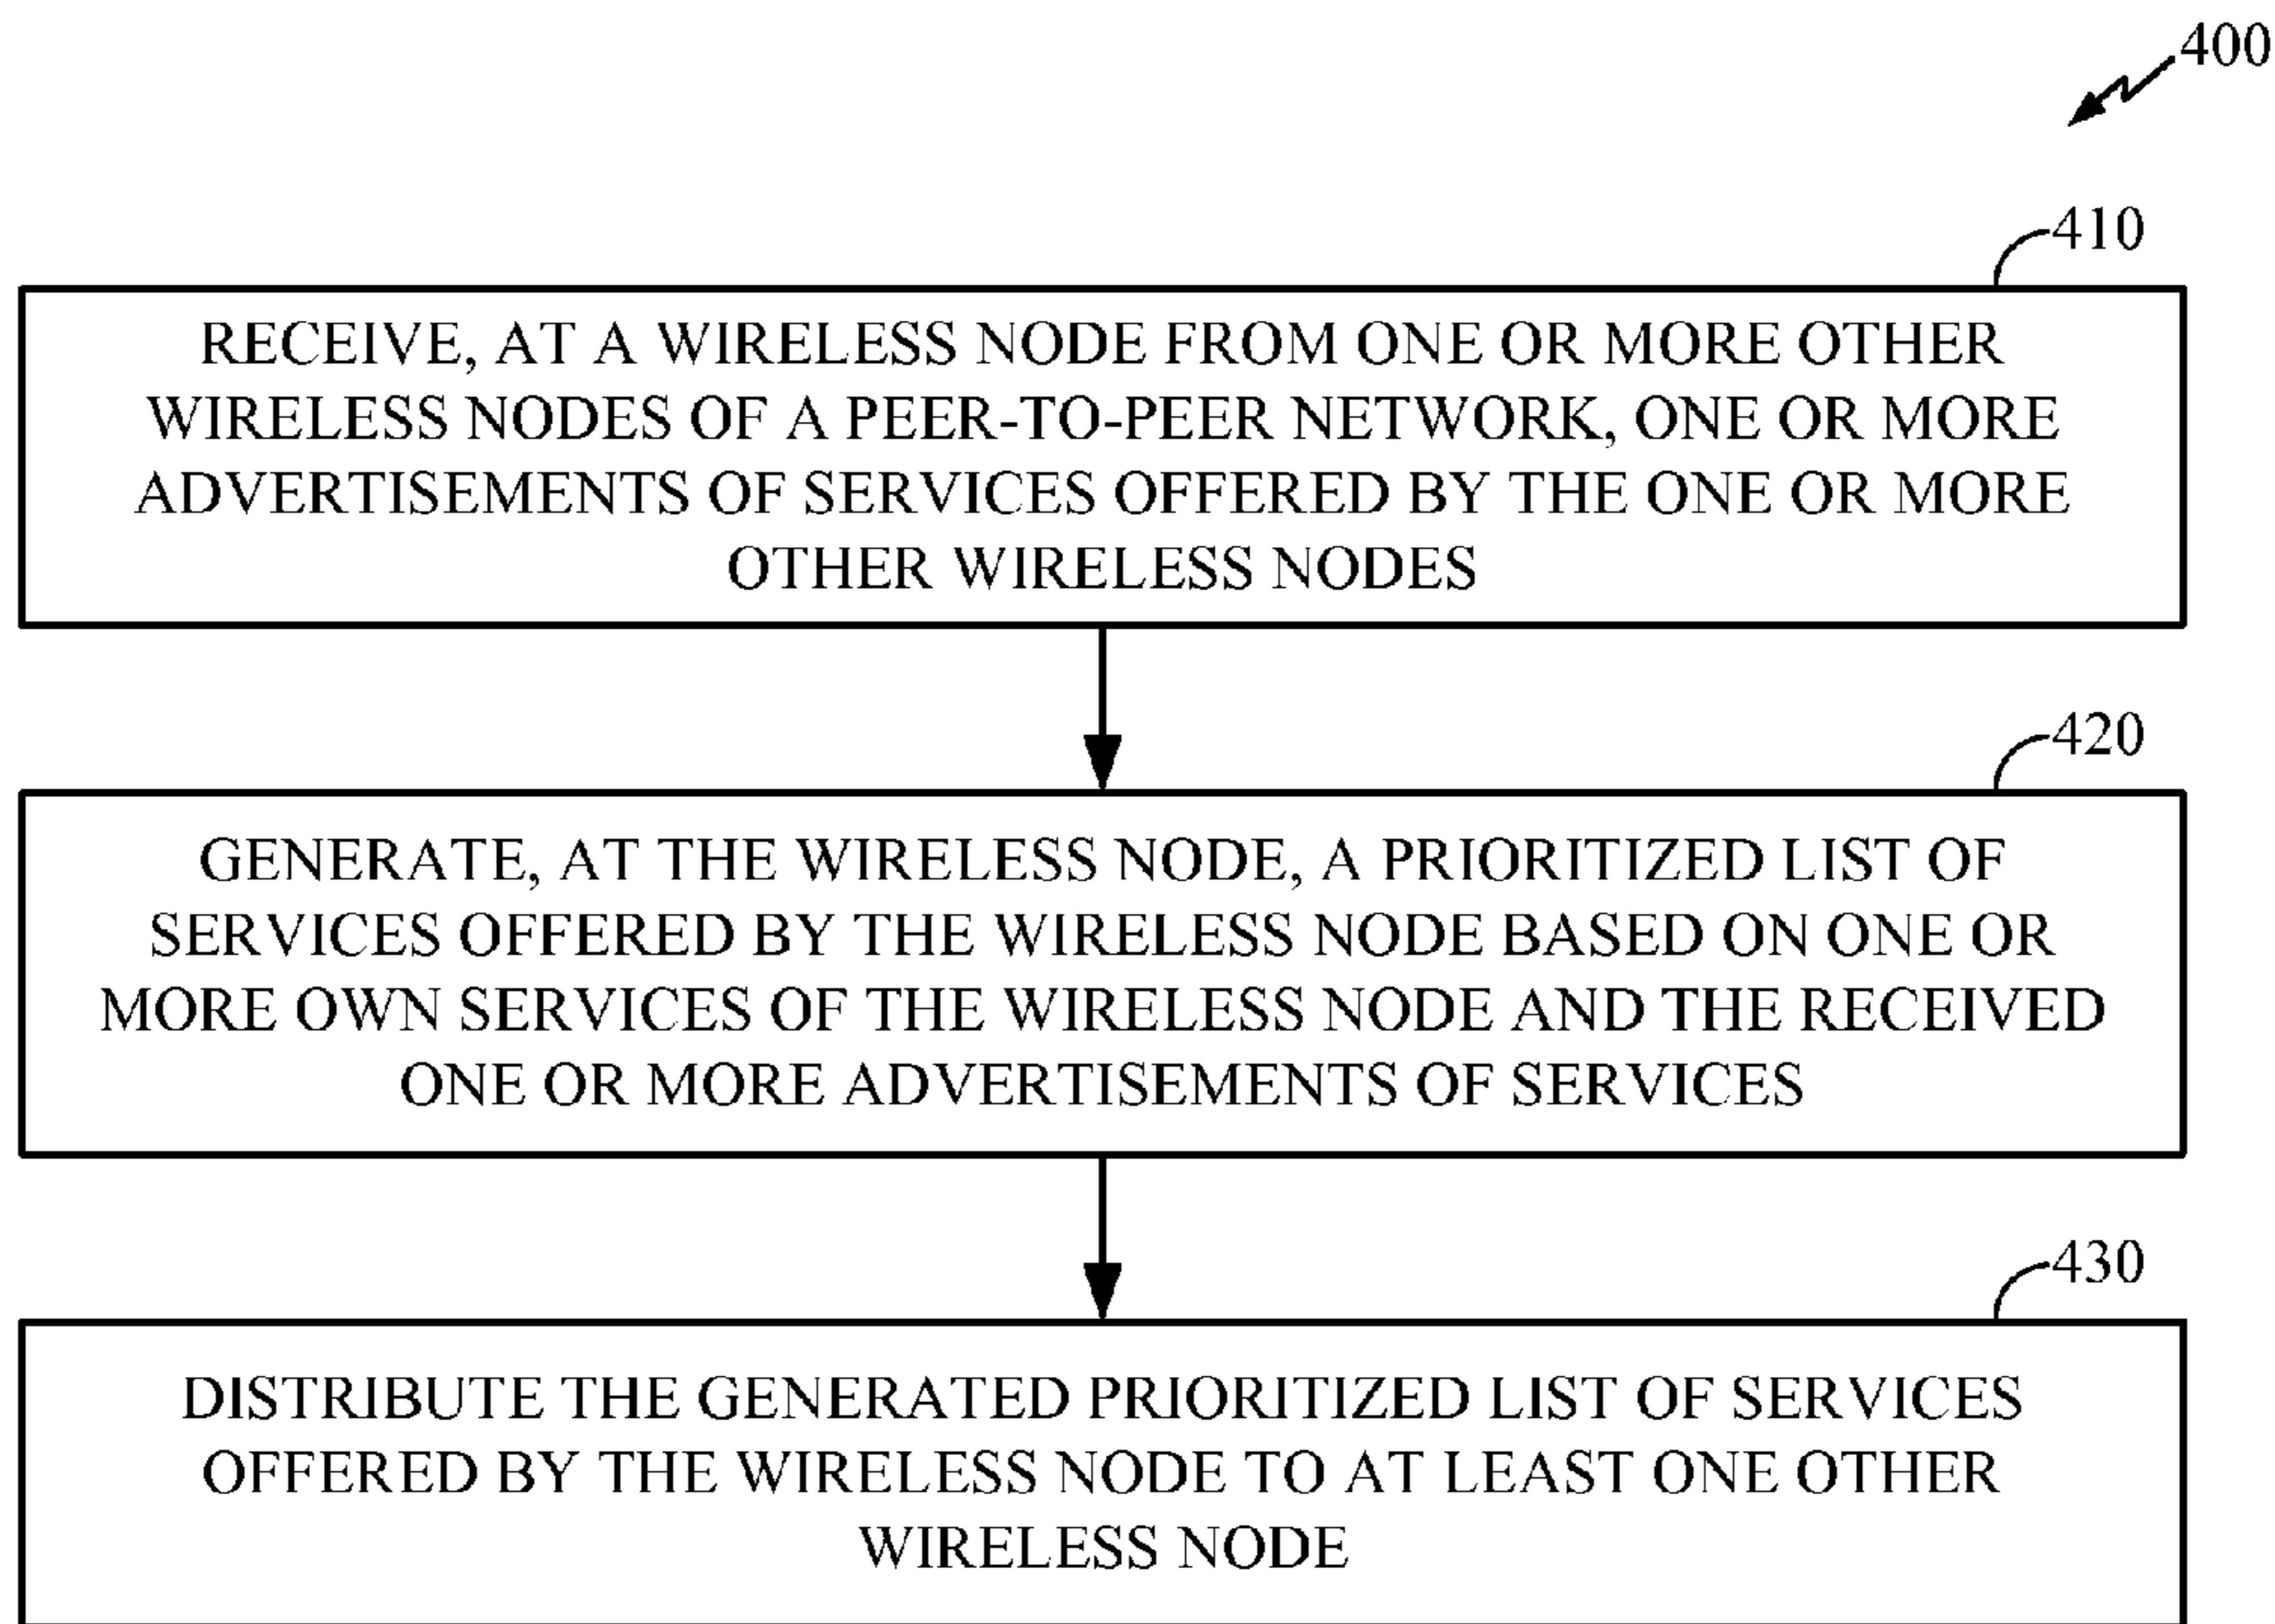 400
410
RECEIVE, AT A WIRELESS NODE FROM ONE OR MORE OTHER
WIRELESS NODES OF A PEER-TO-PEER NETWORK, ONE OR MORE
ADVERTISEMENTS OF SERVICES OFFERED BY THE ONE OR MORE
OTHER WIRELESS NODES
420
GENERATE, AT THE WIRELESS NODE, A PRIORITIZED LIST OF
SERVICES OFFERED BY THE WIRELESS NODE BASED ON ONE OR
MORE OWN SERVICES OF THE WIRELESS NODE AND THE RECEIVED
ONE OR MORE ADVERTISEMENTS OF SERVICES
430
DISTRIBUTE THE GENERATED PRIORITIZED LIST OF SERVICES
OFFERED BY THE WIRELESS NODE TO AT LEAST ONE OTHER
WIRELESS NODE